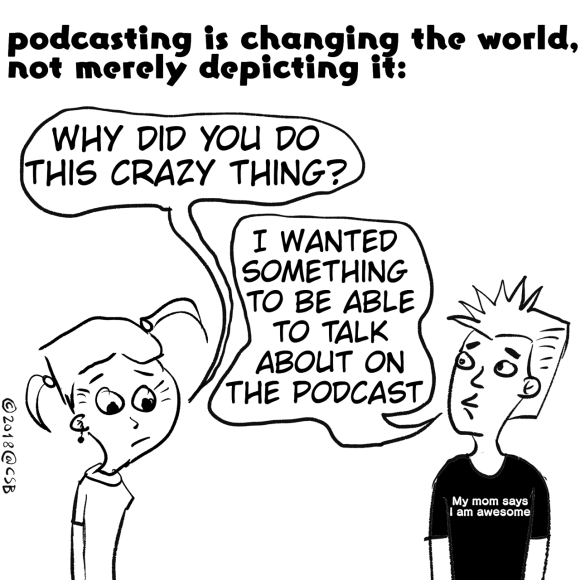 podcasting is changing the world,
not merely depicting it:
WHY DID YOU DO
THIS CRAZY THING?
I WANTED
SOMETHING
TO BE ABLE
TO TALK
ABOUT ON
THE PODCAST
My mom says
I am awesome
©2018@CSB